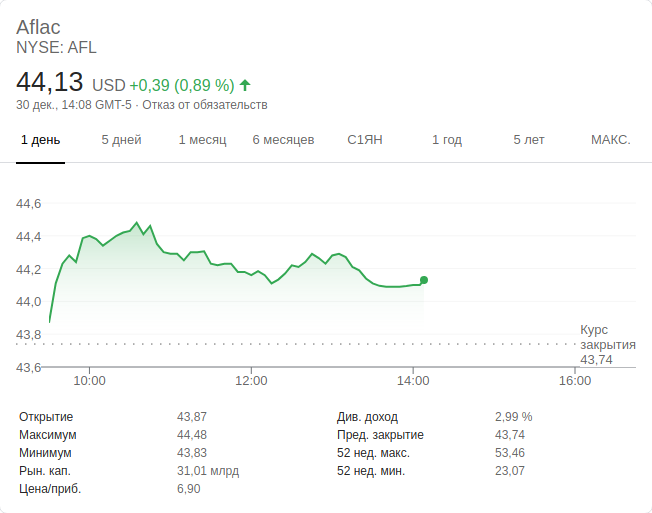 Aflac
NYSE: AFL
44,13 USD +0,39 (0,89 %)
30 дек., 14:08 GMT-5 · Отказ от обязательств
1 день 5 дней 1 месяц 6 месяцев С1ЯН 1 год 5 лет МАКС.
44,6
44,4
44,2
44,0
43,8
43,6
Курс
закрытия
43,74
10:00 12:00 14:00 16:00
Открытие 43,87 Див. доход 2,99 %
Максимум 44,48 Пред. закрытие 43,74
Минимум 43,83 52 нед. макс. 53,46
Рын. кап. 31,01 млрд 52 нед. мин. 23,07
Цена/приб. 6,90